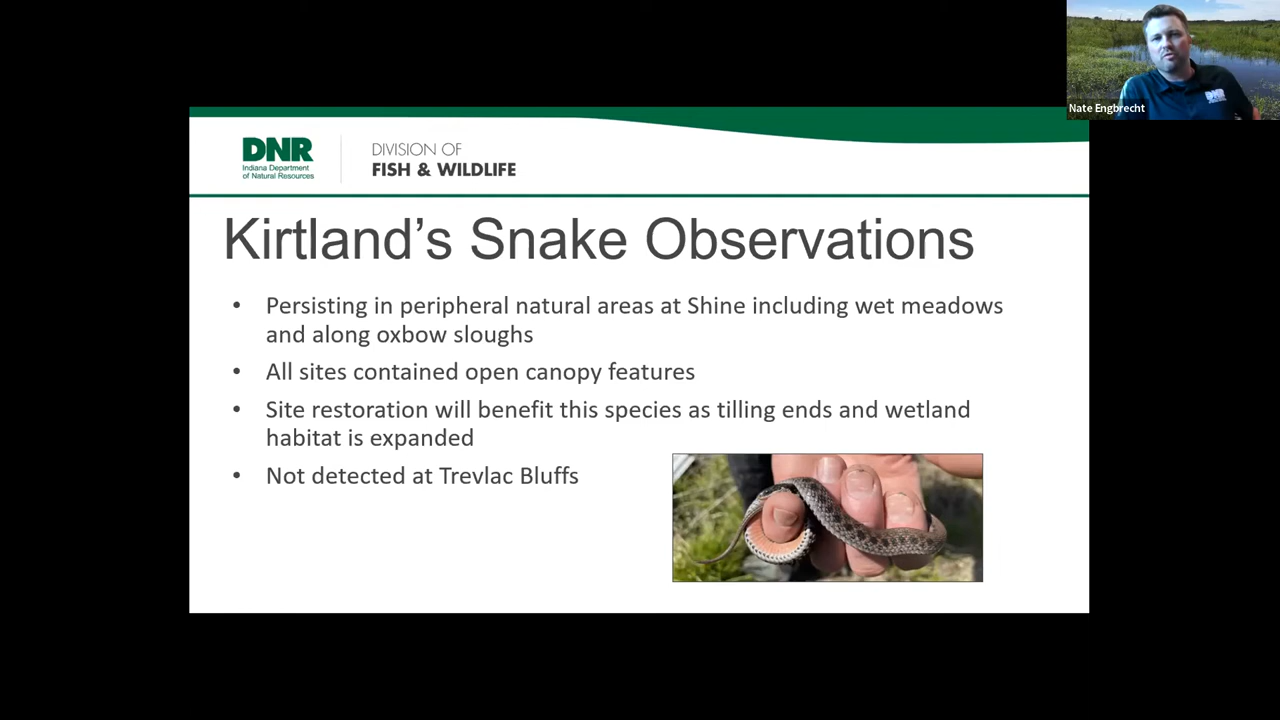 Nate Engbrecht
DNR
Indiana Department
of Natural Resources
DIVISION OF
FISH & WILDLIFE
Kirtland’s Snake Observations
• Persisting in peripheral natural areas at Shine including wet meadows
and along oxbow sloughs
• All sites contained open canopy features
• Site restoration will benefit this species as tilling ends and wetland
habitat is expanded
• Not detected at Trevlac Bluffs